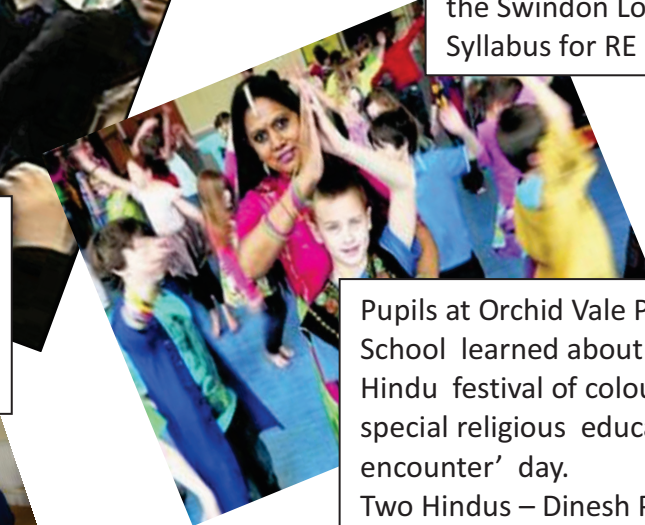 the Swindon Lo
Syllabus for RE
Pupils at Orchid Vale P
School learned about
Hindu festival of colou
special religious educa
encounter’ day.
Two Hindus – Dinesh P